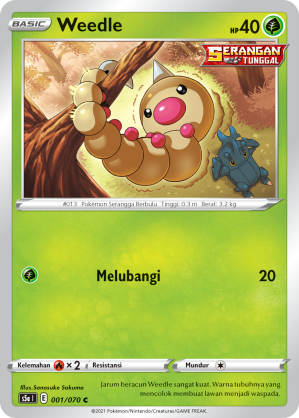 BASIC Weedle HP40
SERANGAN
TUNGGAL
#013 Pokémon Serangga Berbulu Tinggi: 0.3 m Berat: 3.2 kg
Melubangi 20
Kelemahan ×2 Resistansi Mundur
Illus. Sanosuke Sakuma
s5a I E 001/070 C
Jarum beracun Weedle sangat kuat. Warna tubuhnya yang
mencolok membuat lawan menjadi waspada.
©2021 Pokémon/Nintendo/Creatures/GAME FREAK.